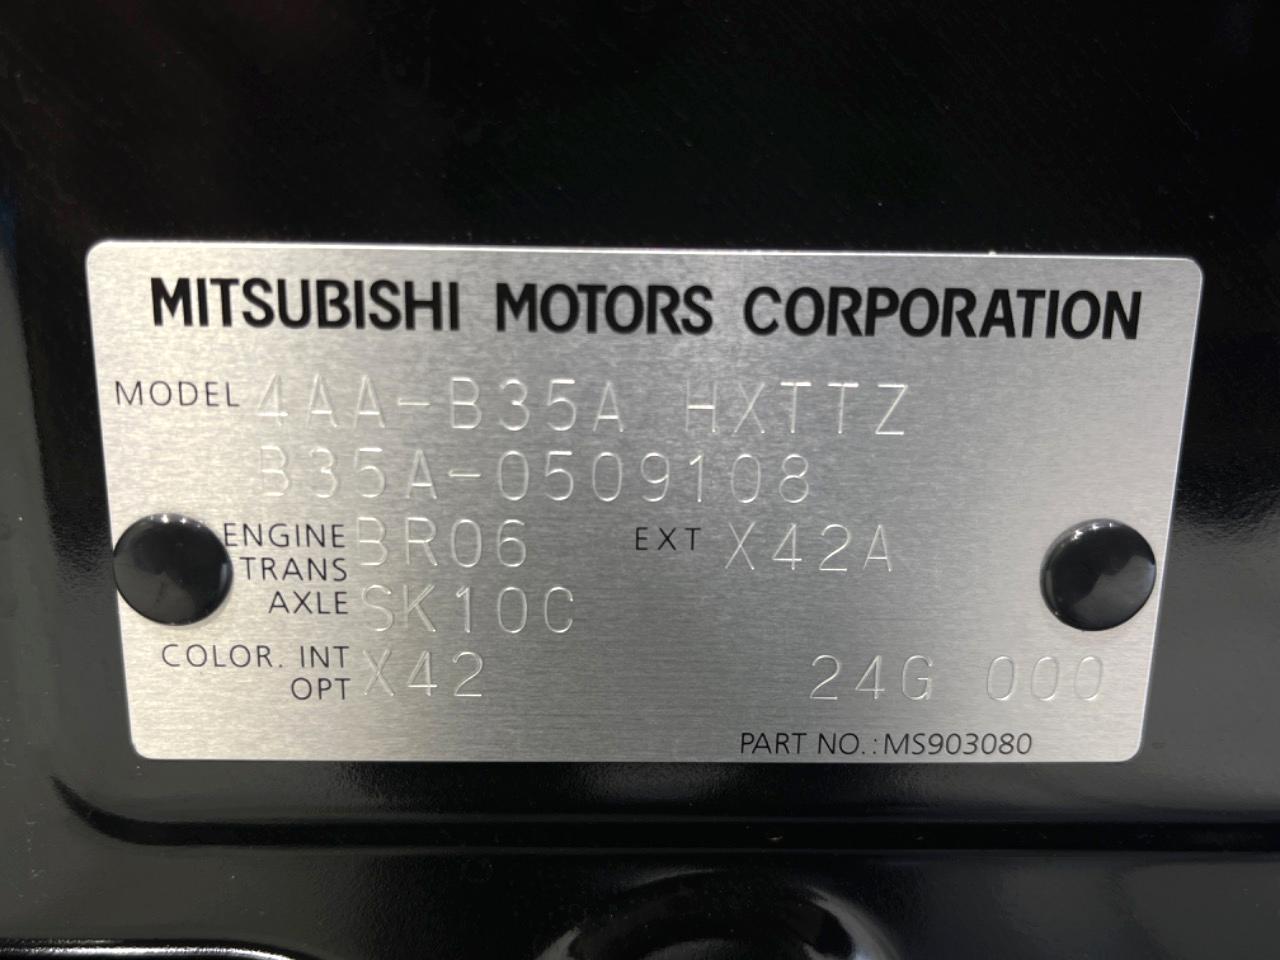 MITSUBISHI MOTORS CORPORATION
MODEL 4AA-B35A HXTTZ
B35A-0509108
ENGINE BR06 EXT X42A
TRANS
AXLE SK10C
COLOR. INT X42 24G 000
OPT
PART NO.: MS903080